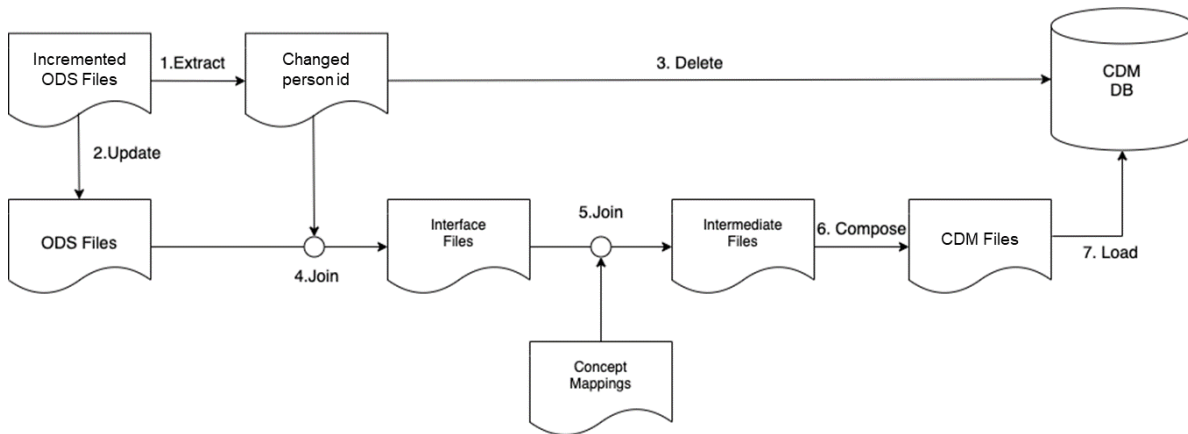 Incremented
ODS Files
1.Extract
Changed
person id
3. Delete
CDM
DB
2.Update
ODS Files
4.Join
Interface
Files
5.Join
Intermediate
Files
6. Compose
CDM Files
7. Load
Concept
Mappings